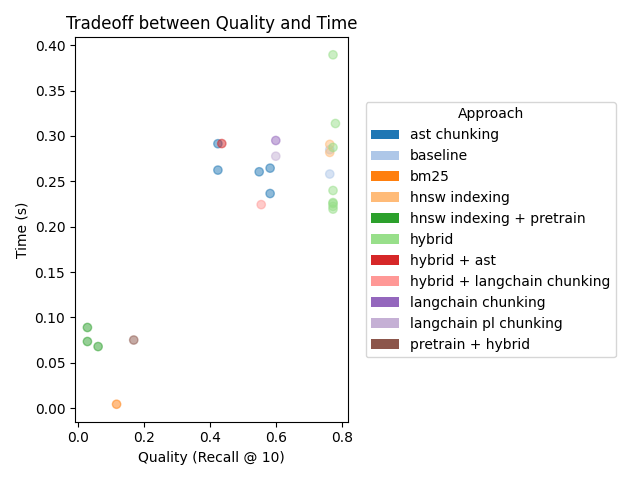 Tradeoff between Quality and Time
Time (s)
0.40
0.35
0.30
0.25
0.20
0.15
0.10
0.05
0.00
0.0 0.2 0.4 0.6 0.8
Quality (Recall @ 10)
Approach
ast chunking
baseline
bm25
hnsw indexing
hnsw indexing + pretrain
hybrid
hybrid + ast
hybrid + langchain chunking
langchain chunking
langchain pl chunking
pretrain + hybrid